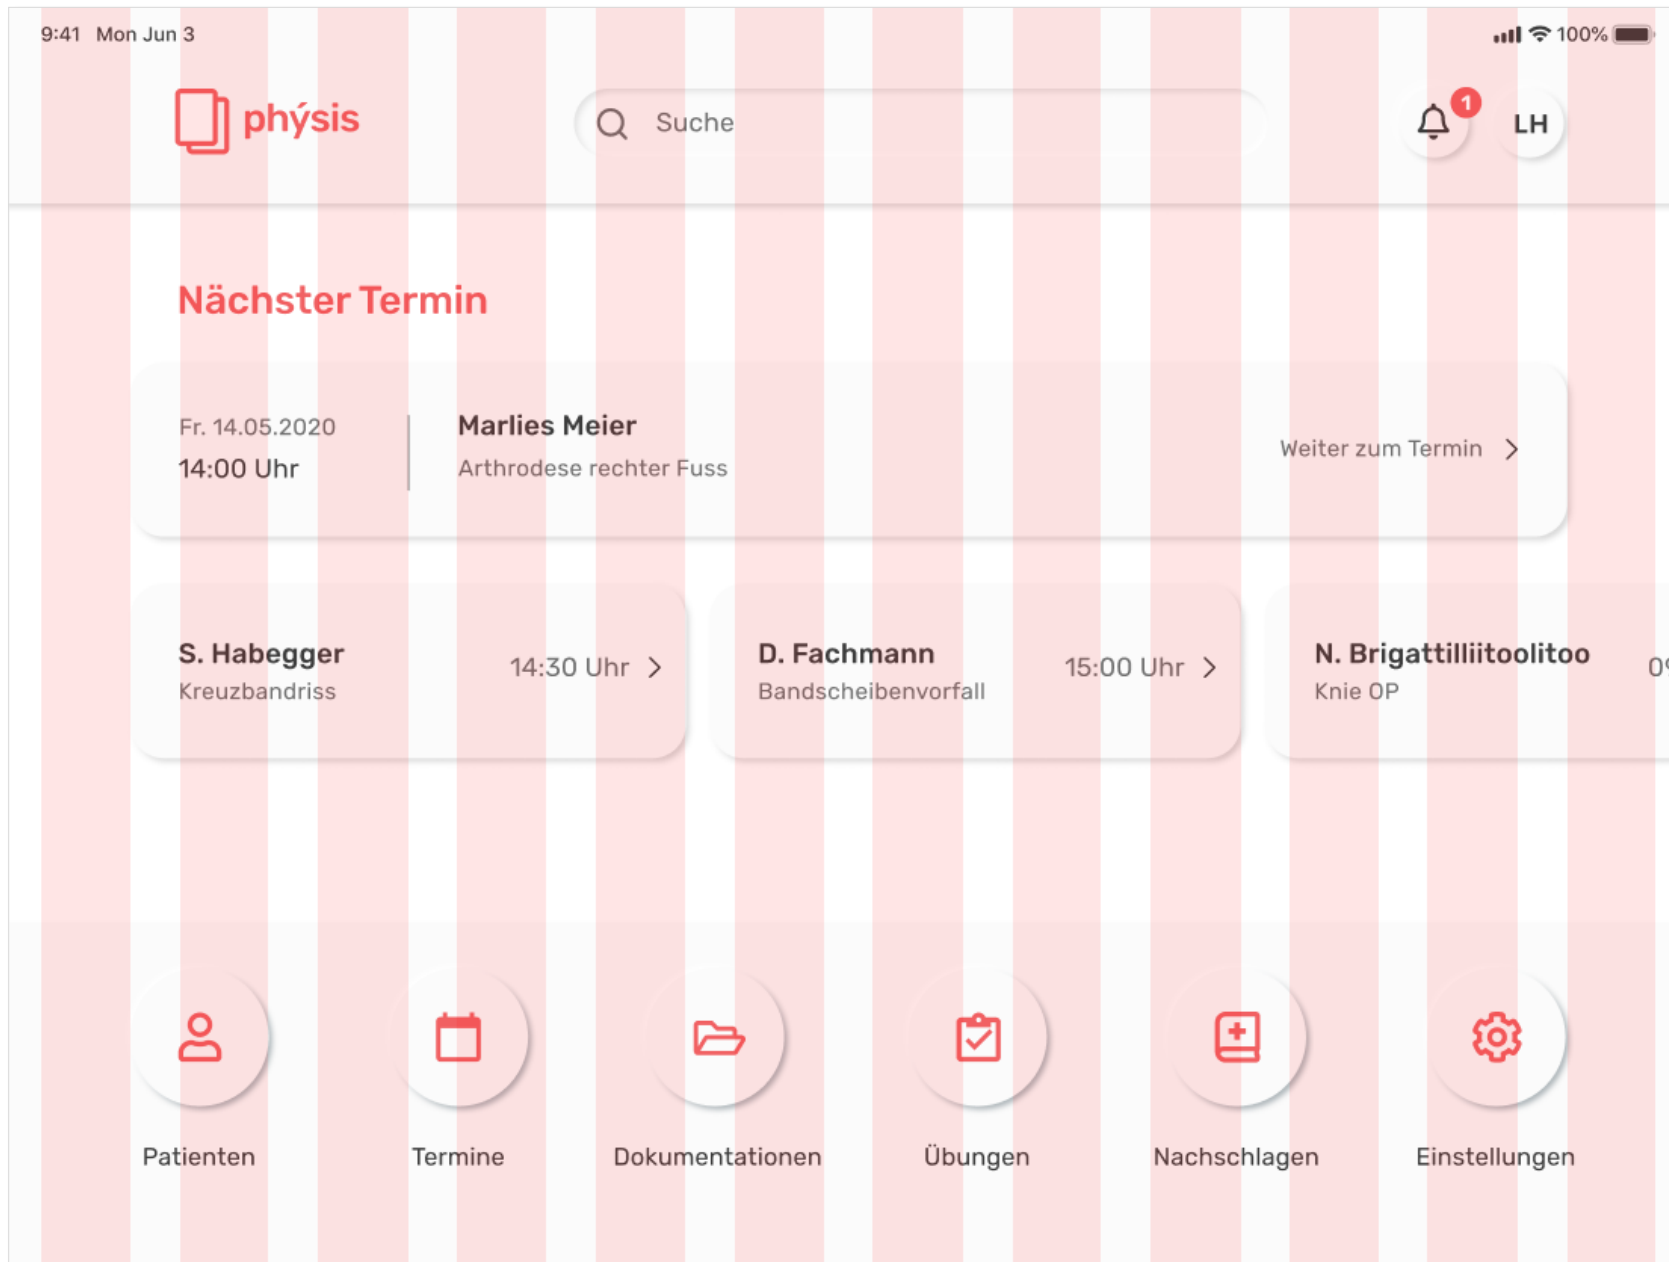 9:41 Mon Jun 3
100%
phýsis
Suche
1
LH
Nächster Termin
Fr. 14.05.2020
14:00 Uhr
Marlies Meier
Arthrodese rechter Fuss
Weiter zum Termin
S. Habegger
Kreuzbandriss
14:30 Uhr
D. Fachmann
Bandscheibenvorfall
15:00 Uhr
N. Brigattilliitoolitoo
Knie OP
Patienten
Termine
Dokumentationen
Übungen
Nachschlagen
Einstellungen